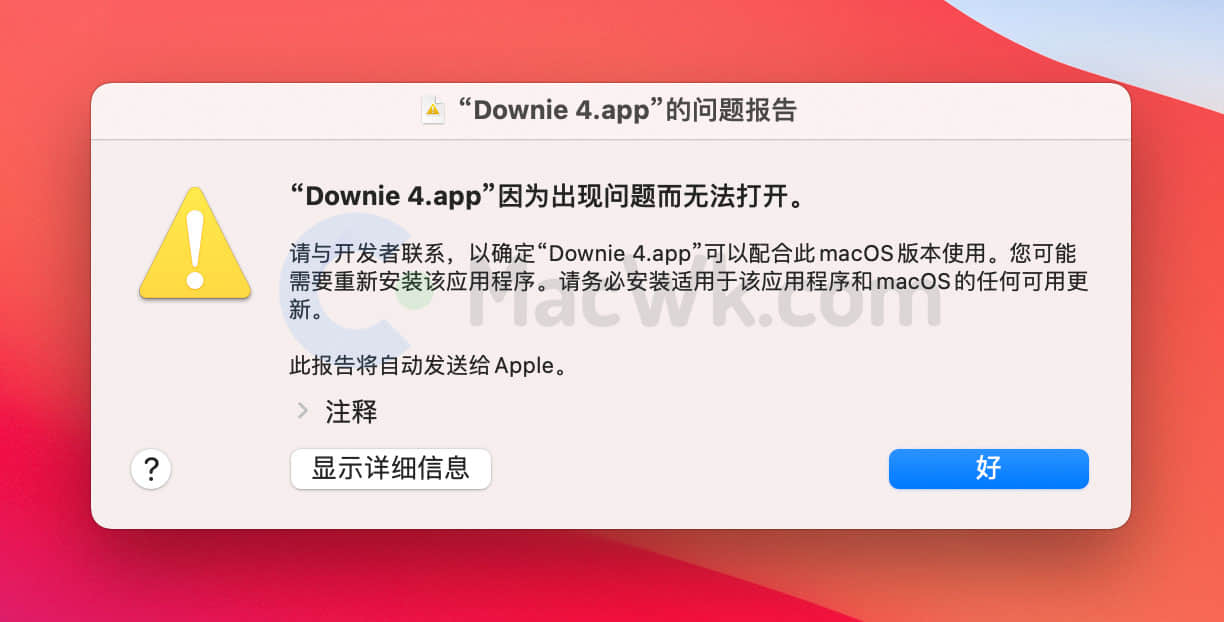 “Downie 4.app”的问题报告
“Downie 4.app”因为出现问题而无法打开。
请与开发者联系，以确定“Downie 4.app”可以配合此 macOS 版本使用。您可能
需要重新安装该应用程序。请务必安装适用于该应用程序和 macOS 的任何可用更
新。
MacWk.com
此报告将自动发送给 Apple。
注释
? 显示详细信息 好